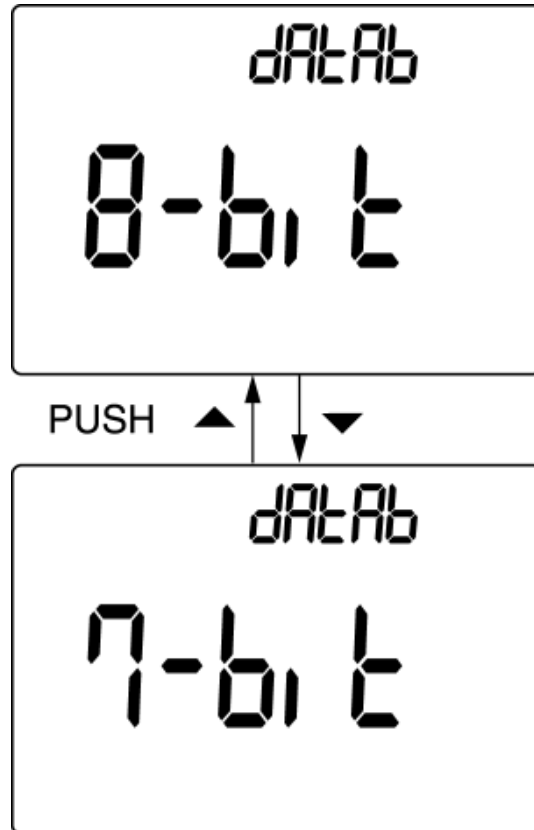 dAtAb
8-bit
PUSH ▲ ▼
dAtAb
7-bit